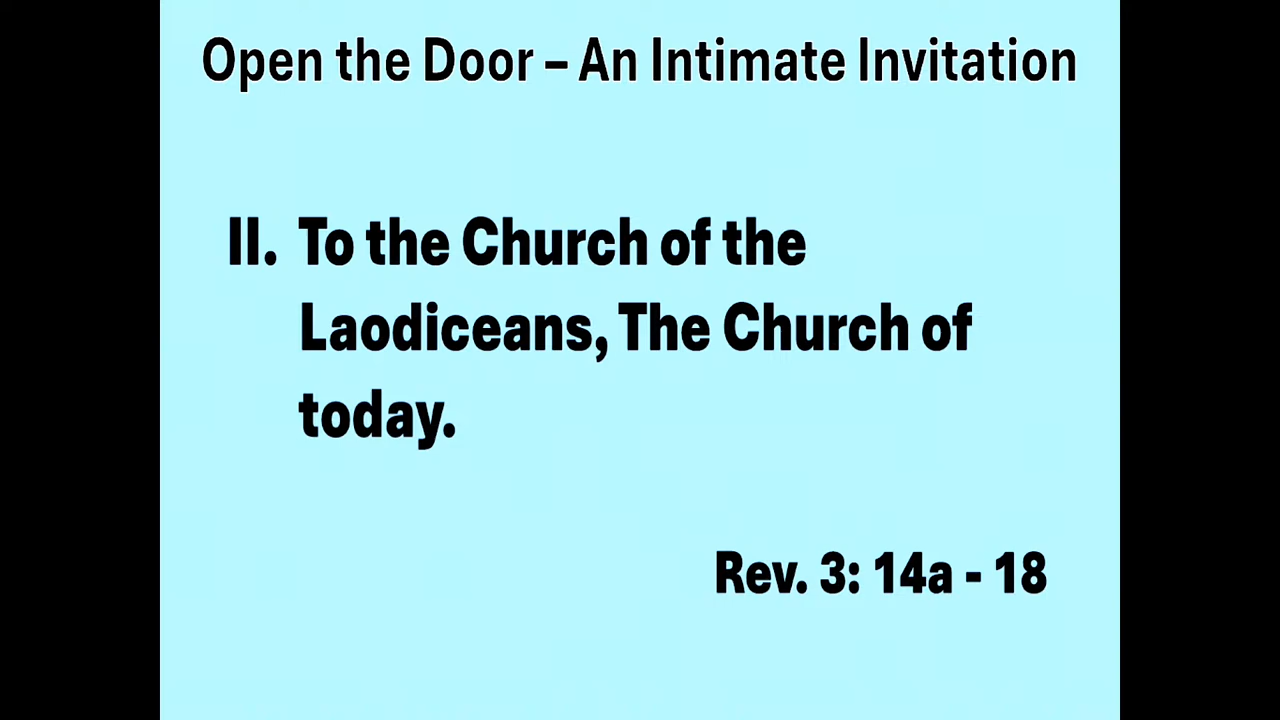 Open the Door – An Intimate Invitation
II. To the Church of the
Laodiceans, The Church of
today.
Rev. 3: 14a - 18